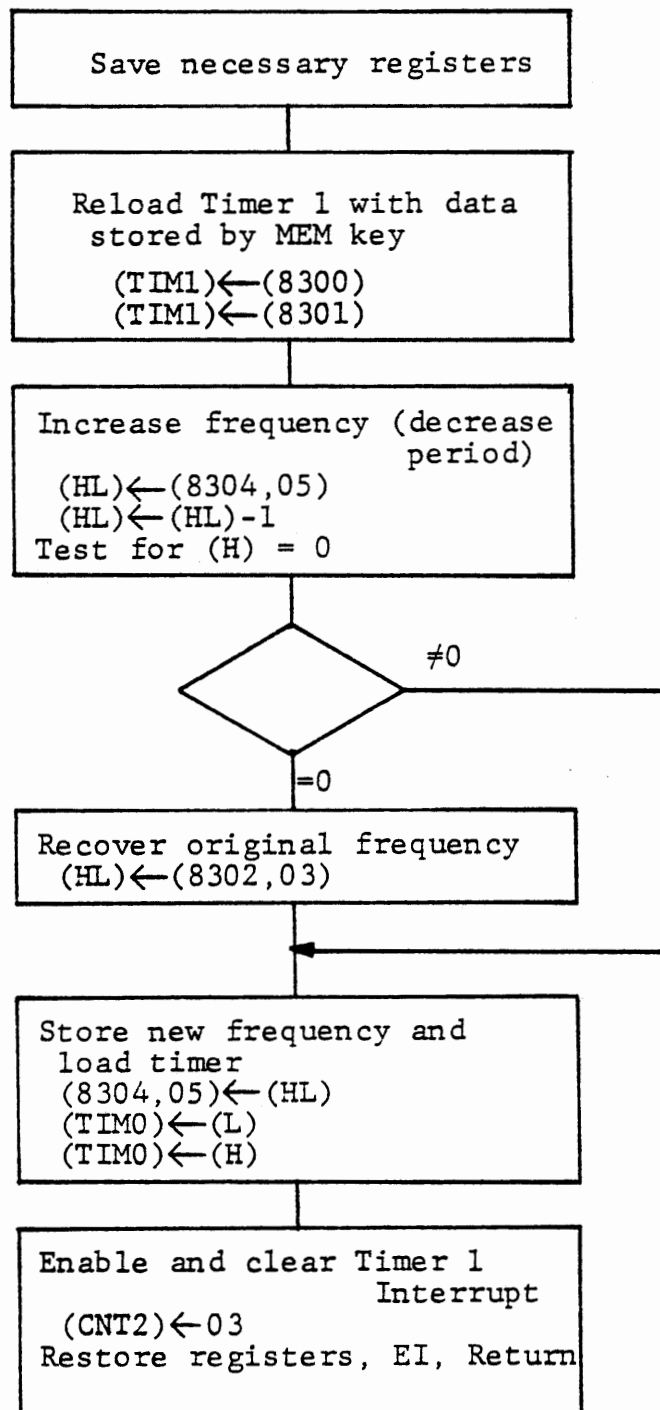 Save necessary registers
Reload Timer 1 with data
stored by MEM key
(TIM1)←(8300)
(TIM1)←(8301)
Increase frequency (decrease
period)
(HL)←(8304,05)
(HL)←(HL)-1
Test for (H) = 0
≠0
=0
Recover original frequency
(HL)←(8302,03)
Store new frequency and
load timer
(8304,05)←(HL)
(TIM0)←(L)
(TIM0)←(H)
Enable and clear Timer 1
Interrupt
(CNT2)←03
Restore registers, EI, Return